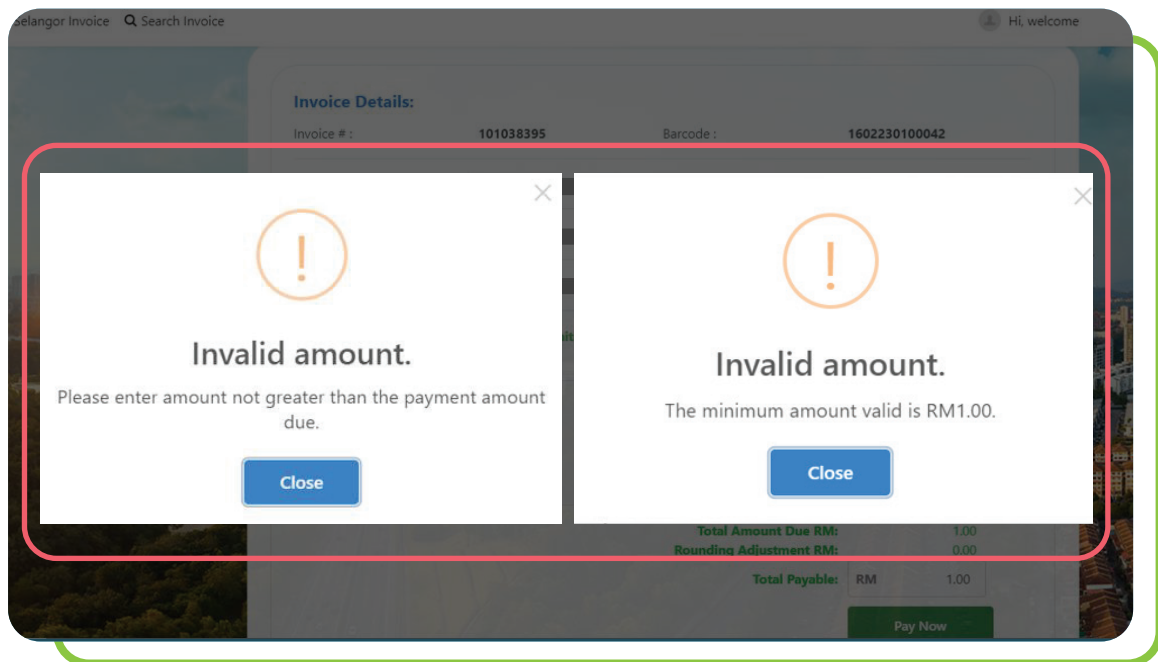 Selangor Invoice Search Invoice Hi, welcome
Invoice Details:
Invoice # : 101038395 Barcode : 1602230100042
Invalid amount.
Please enter amount not greater than the payment amount
due.
Close
Invalid amount.
The minimum amount valid is RM1.00.
Close
Total Amount Due RM: 1.00
Rounding Adjustment RM: 0.00
Total Payable: RM 1.00
Pay Now